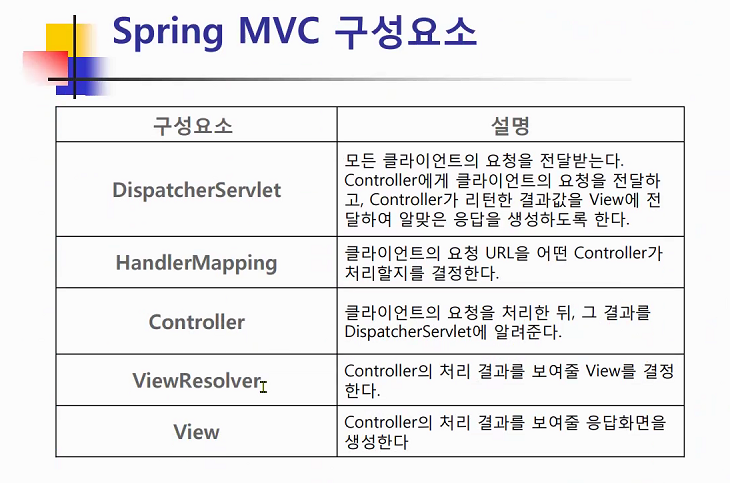 Spring MVC 구성요소
구성요소
설명
DispatcherServlet
모든 클라이언트의 요청을 전달받는다.
Controller에게 클라이언트의 요청을 전달하
고, Controller가 리턴한 결과값을 View에 전
달하여 알맞은 응답을 생성하도록 한다.
HandlerMapping
클라이언트의 요청 URL을 어떤 Controller가
처리할지를 결정한다.
Controller
클라이언트의 요청을 처리한 뒤, 그 결과를
DispatcherServlet에 알려준다.
ViewResolver
Controller의 처리 결과를 보여줄 View를 결정
한다.
View
Controller의 처리 결과를 보여줄 응답화면을
생성한다